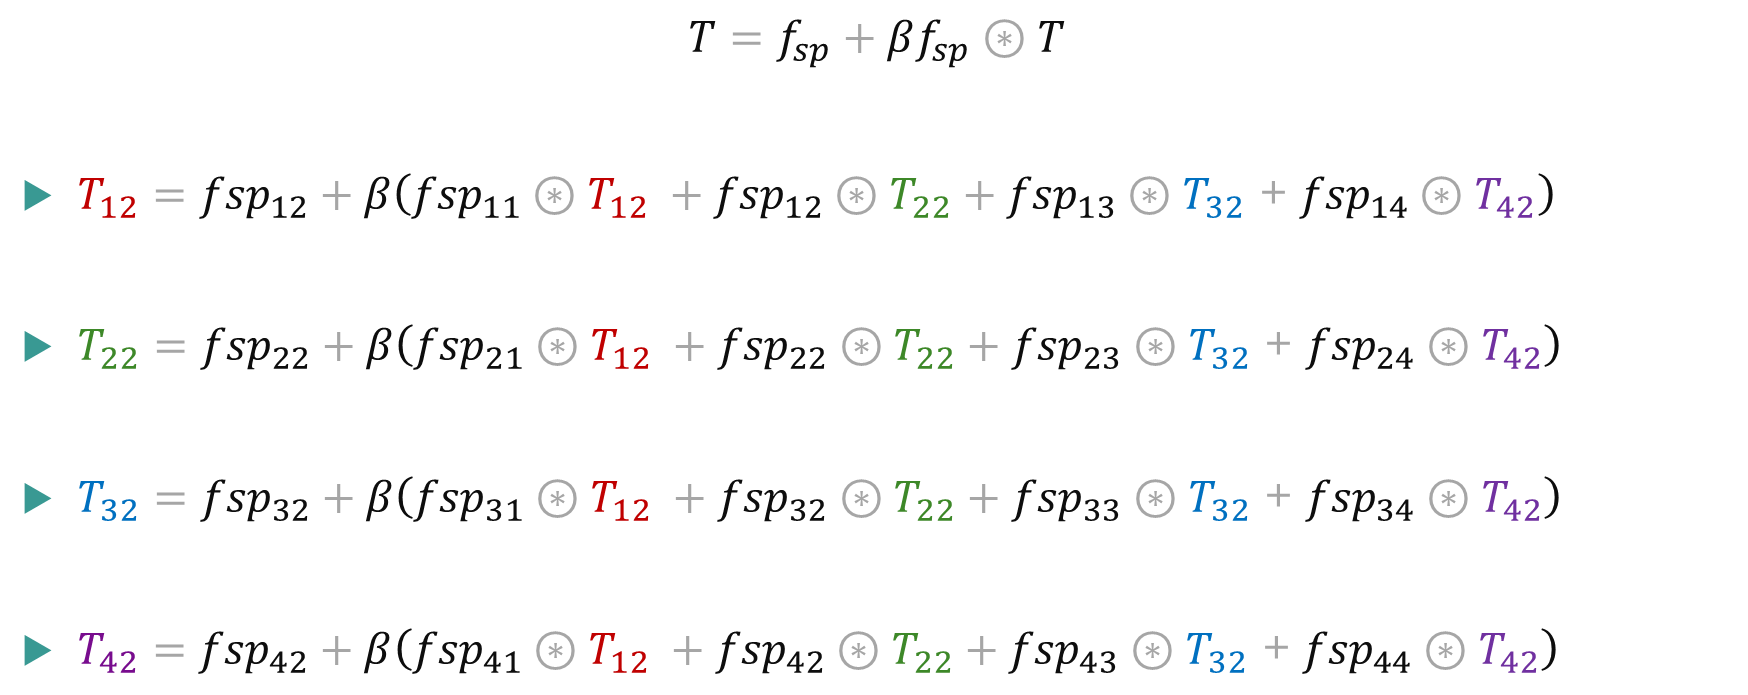 T = f_sp + βf_sp ⊛ T
▶ T_12 = fsp_12 + β(fsp_11 ⊛ T_12 + fsp_12 ⊛ T_22 + fsp_13 ⊛ T_32 + fsp_14 ⊛ T_42)
▶ T_22 = fsp_22 + β(fsp_21 ⊛ T_12 + fsp_22 ⊛ T_22 + fsp_23 ⊛ T_32 + fsp_24 ⊛ T_42)
▶ T_32 = fsp_32 + β(fsp_31 ⊛ T_12 + fsp_32 ⊛ T_22 + fsp_33 ⊛ T_32 + fsp_34 ⊛ T_42)
▶ T_42 = fsp_42 + β(fsp_41 ⊛ T_12 + fsp_42 ⊛ T_22 + fsp_43 ⊛ T_32 + fsp_44 ⊛ T_42)